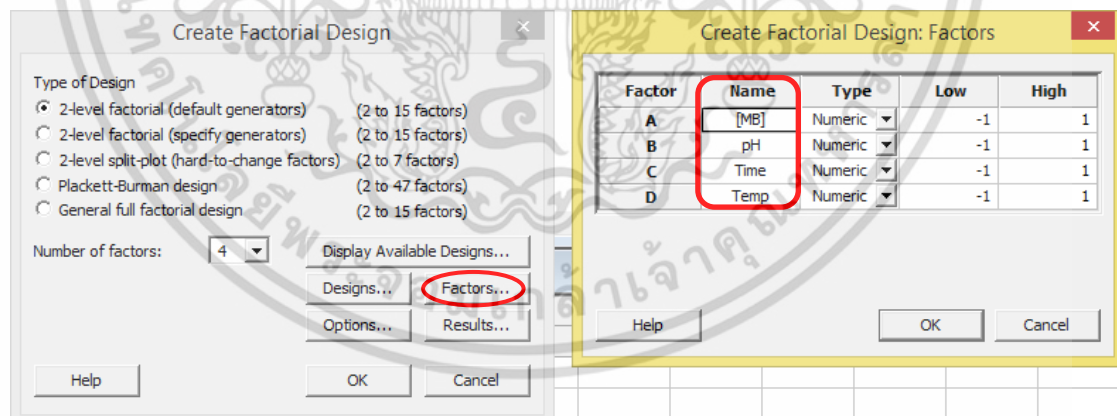 Create Factorial Design
Type of Design
2-level factorial (default generators) (2 to 15 factors)
2-level factorial (specify generators) (2 to 15 factors)
2-level split-plot (hard-to-change factors) (2 to 7 factors)
Plackett-Burman design (2 to 47 factors)
General full factorial design (2 to 15 factors)
Number of factors: 4 Display Available Designs...
Designs... Factors...
Options... Results...
Help OK Cancel
Create Factorial Design: Factors
Factor Name Type Low High
A [MB] Numeric -1 1
B pH Numeric -1 1
C Time Numeric -1 1
D Temp Numeric -1 1
Help OK Cancel